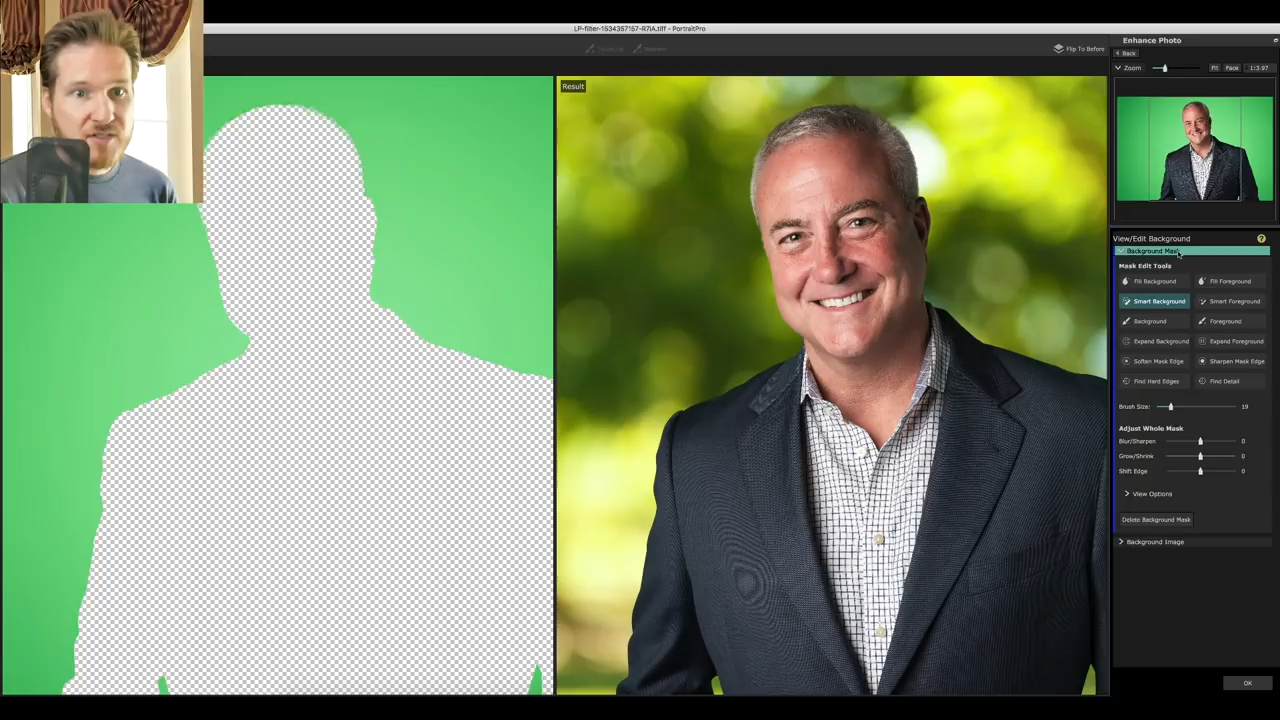 LP-filter-1534357157-R7IA.tiff - PortraitPro
Flip To Before
Result
Enhance Photo
Back
Zoom
Fit
Face
1:3.97
View/Edit Background
?
Background Mask
Mask Edit Tools
Fill Background
Fill Foreground
Smart Background
Smart Foreground
Background
Foreground
Expand Background
Expand Foreground
Soften Mask Edge
Sharpen Mask Edge
Find Hard Edges
Find Detail
Brush Size:
19
Adjust Whole Mask
Blur/Sharpen
0
Grow/Shrink
0
Shift Edge
0
View Options
Delete Background Mask
Background Image
OK